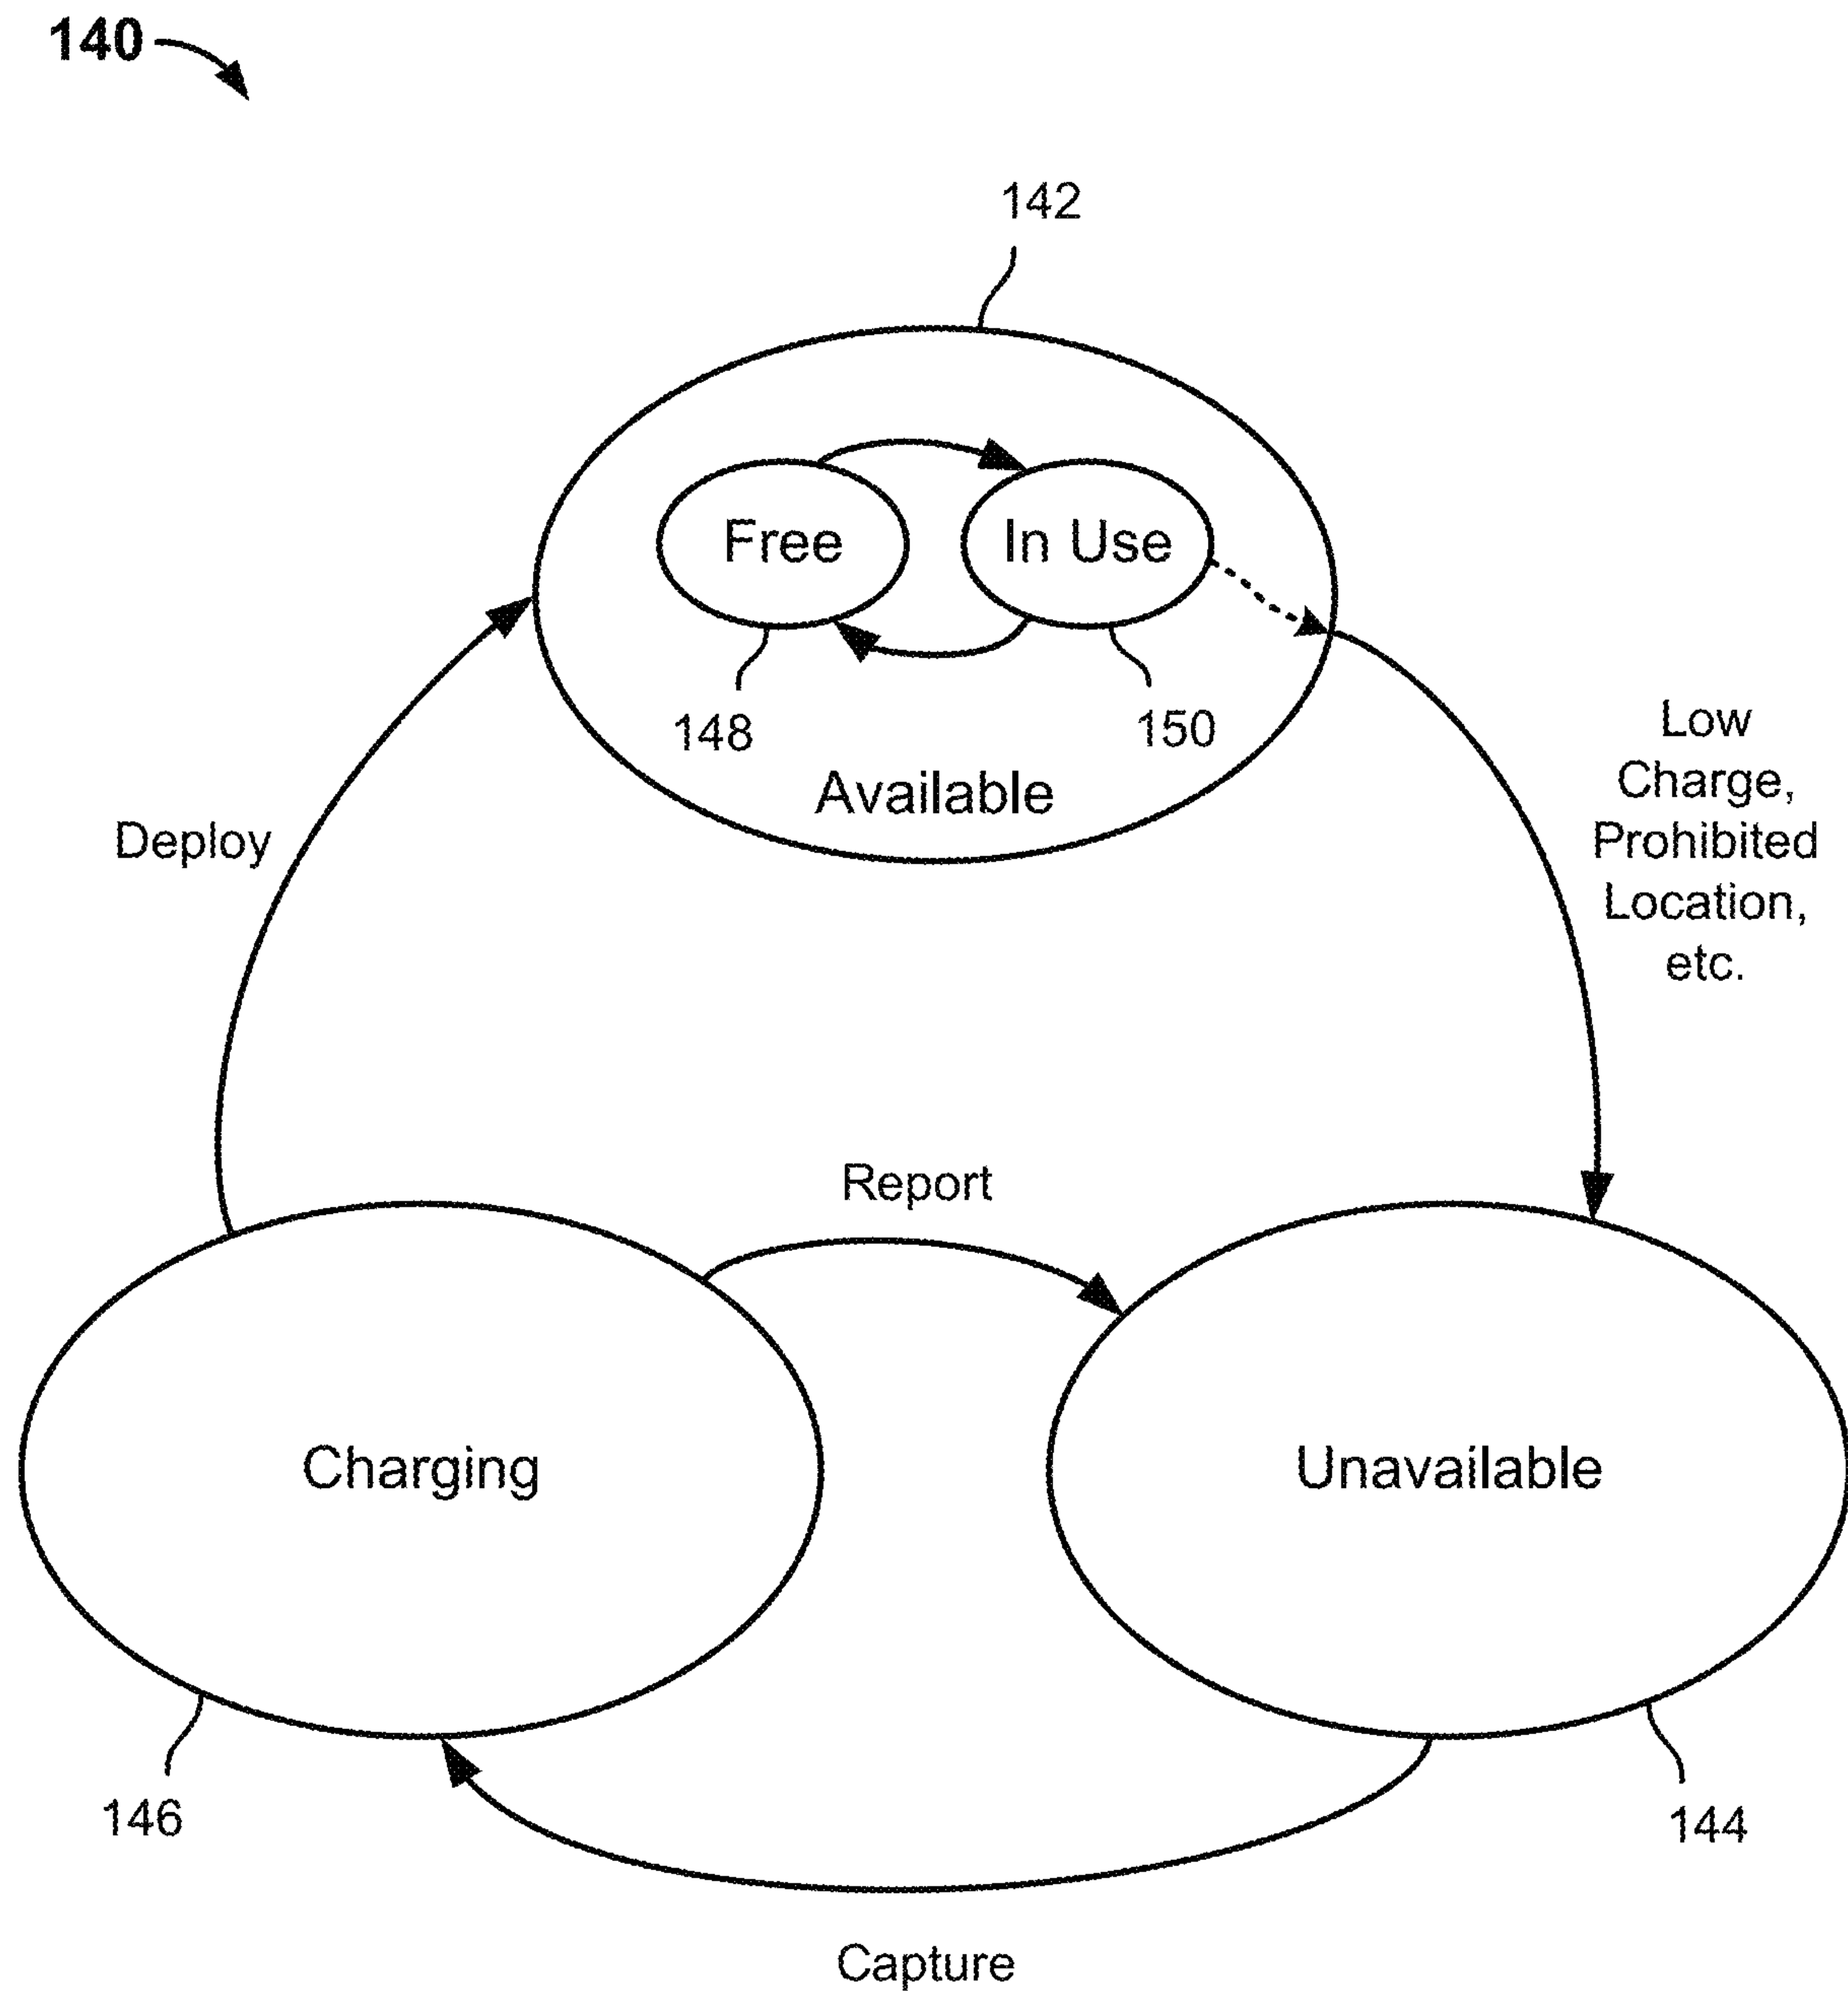 140
142
Free
In Use
148
150
Available
Deploy
Low
Charge,
Prohibited
Location,
etc.
Report
Charging
Unavailable
146
144
Capture